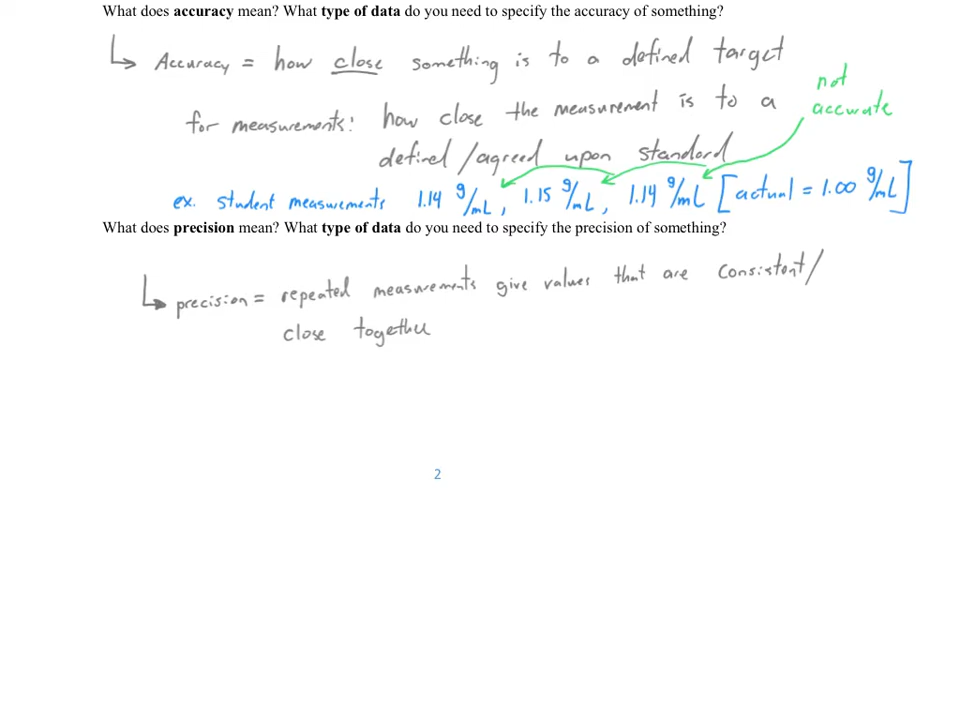 What does accuracy mean? What type of data do you need to specify the accuracy of something?
↳ Accuracy = how close something is to a defined target
not
accurate
for measurements: how close the measurement is to a
defined/agreed upon standard
ex. student measurements 1.14 g/mL, 1.15 g/mL, 1.14 g/mL [actual = 1.00 g/mL]
What does precision mean? What type of data do you need to specify the precision of something?
↳ precision = repeated measurements give values that are consistent/
close together
2